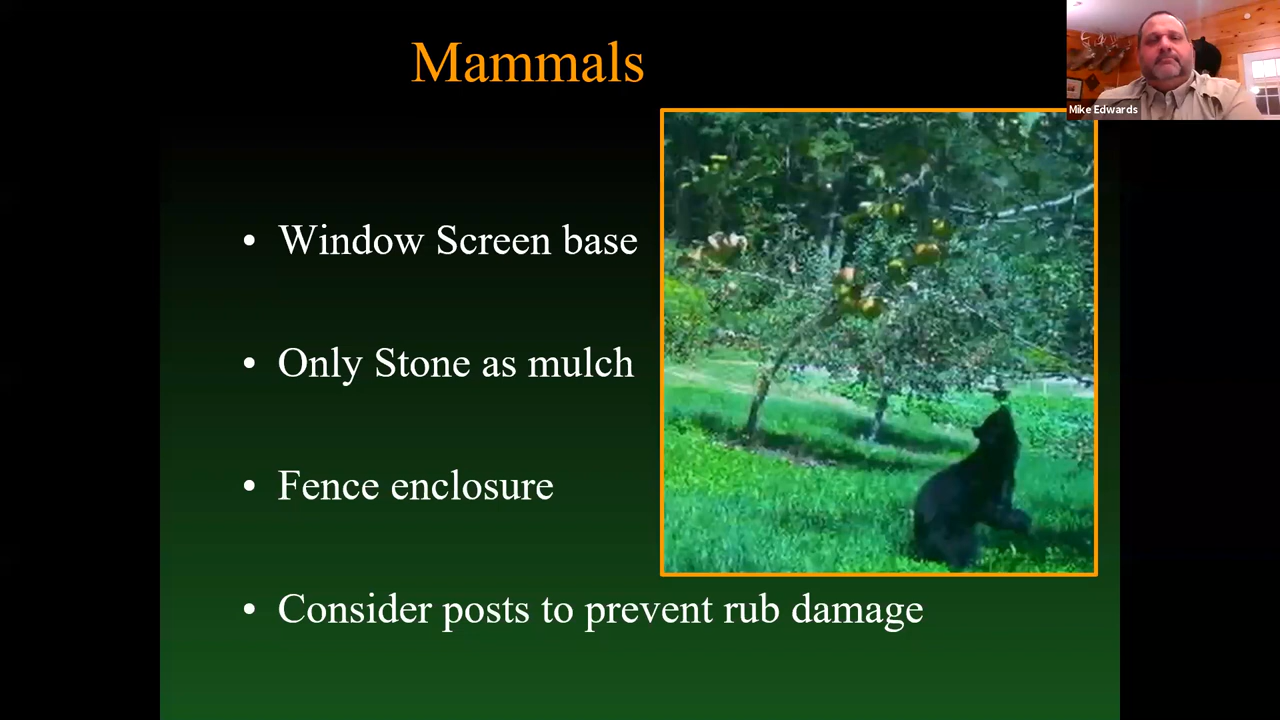 Mammals
Mike Edwards
• Window Screen base
• Only Stone as mulch
• Fence enclosure
• Consider posts to prevent rub damage